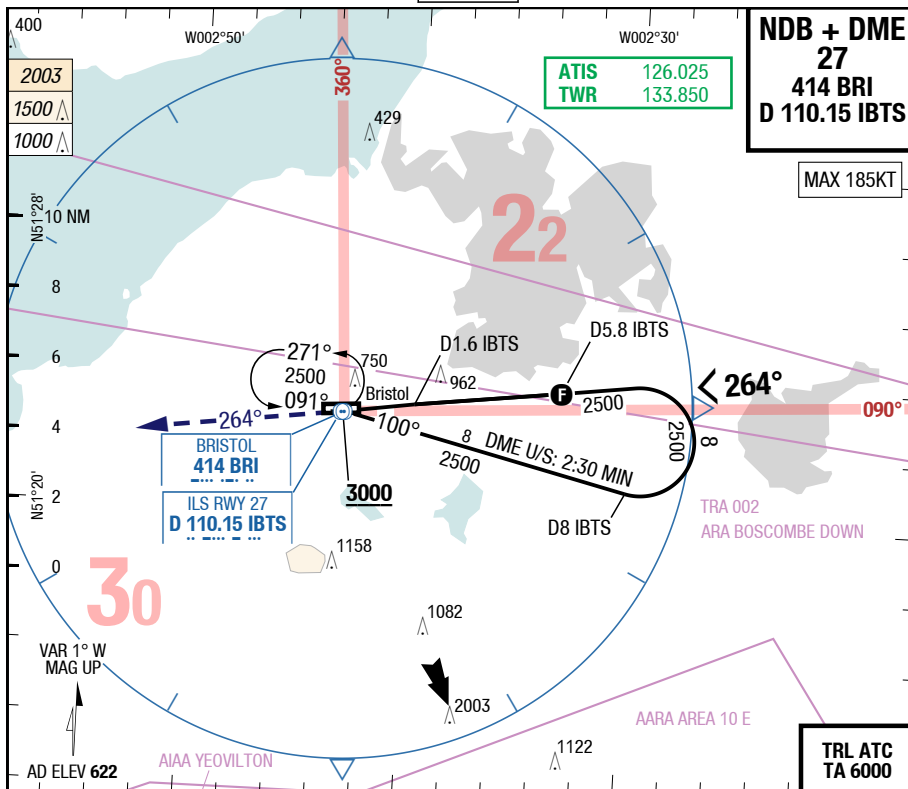 400
W002°50'
W002°30'
NDB + DME
27
414 BRI
D 110.15 IBTS
ATIS 126.025
TWR 133.850
2003
1500
1000
360°
429
MAX 185KT
22
N51°28'
10 NM
8
6
4
2
0
N51°20'
D1.6 IBTS
D5.8 IBTS
271°
2500
091°
750
962
Bristol
F
2500
264°
090°
264°
100°
8 DME U/S: 2:30 MIN
2500
2500
8
BRISTOL
414 BRI
ILS RWY 27
D 110.15 IBTS
3000
D8 IBTS
TRA 002
ARA BOSCOMBE DOWN
1158
30
1082
VAR 1° W
MAG UP
2003
AARA AREA 10 E
1122
AIAA YEOVILTON
AD ELEV 622
TRL ATC
TA 6000